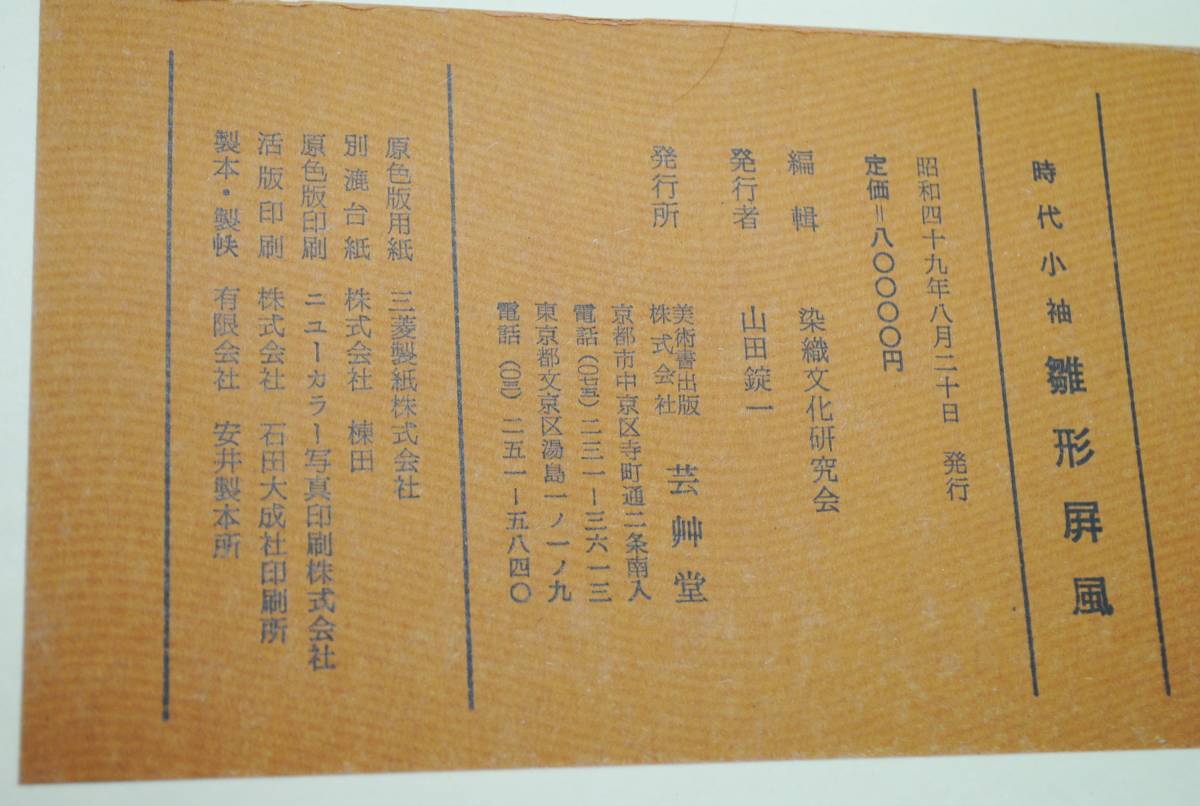 時代小袖 雛形屏風
昭和四十九年八月二十日 発行
定価=八〇〇〇〇円
編輯 染織文化研究会
発行者 山田錠一
発行所 美術書出版 株式会社 芸艸堂
京都市中京区寺町通二条南入
電話(〇七五)二三一-三六一三
東京都文京区湯島一ノ一ノ九
電話(〇三)二五一-五八四〇
原色版用紙 三菱製紙株式会社
別漉台紙 株式会社 棟田
原色版印刷 ニューカラー写真印刷株式会社
活版印刷 株式会社 石田大成社印刷所
製本・製帙 有限会社 安井製本所